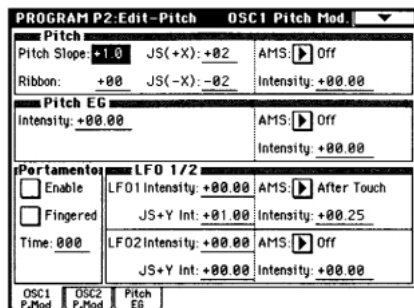 PROGRAM P2:Edit-Pitch OSC1 Pitch Mod.
Pitch
Pitch Slope: +1.0 JS(+X): +02 AMS: Off
Ribbon: +00 JS(-X): -02 Intensity: +00.00
Pitch EG
Intensity: +00.00 AMS: Off
Intensity: +00.00
Portamento LFO 1/2
Enable LFO1 Intensity: +00.00 AMS: After Touch
Fingered JS+Y Int: +01.00 Intensity: +00.25
Time: 000 LFO2 Intensity: +00.00 AMS: Off
JS+Y Int: +00.00 Intensity: +00.00
OSC1 P.Mod OSC2 P.Mod Pitch EG